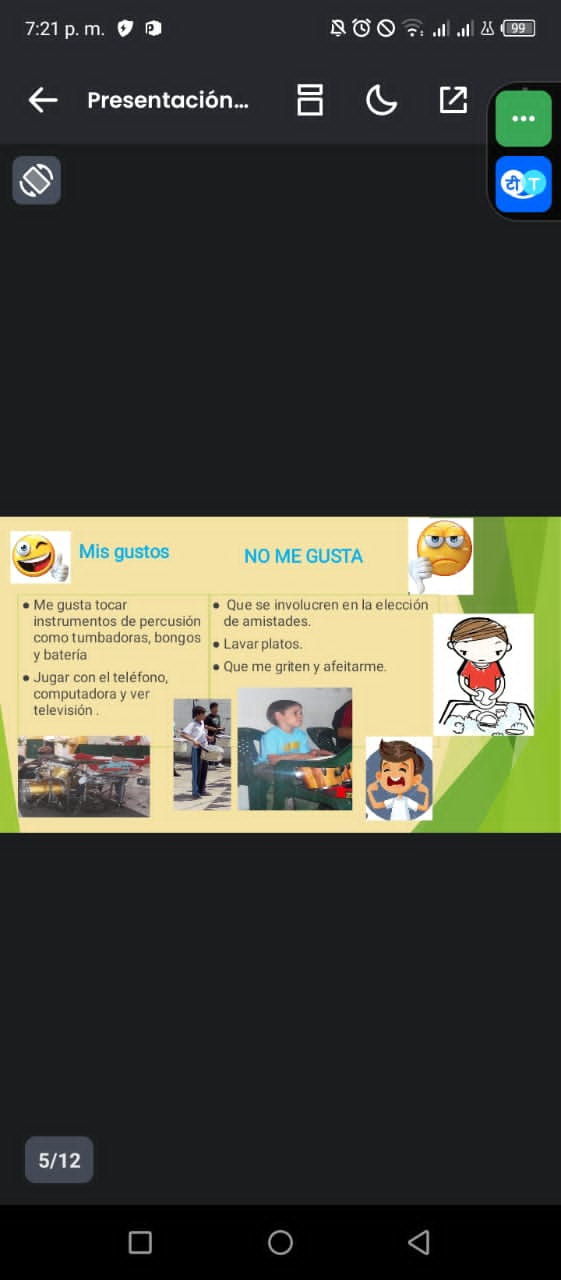 7:21 p. m.
99
Presentación...
टी T
Mis gustos
NO ME GUSTA
● Me gusta tocar
instrumentos de percusión
como tumbadoras, bongos
y batería
● Jugar con el teléfono,
computadora y ver
televisión .
● Que se involucren en la elección
de amistades.
● Lavar platos.
● Que me griten y afeitarme.
5/12